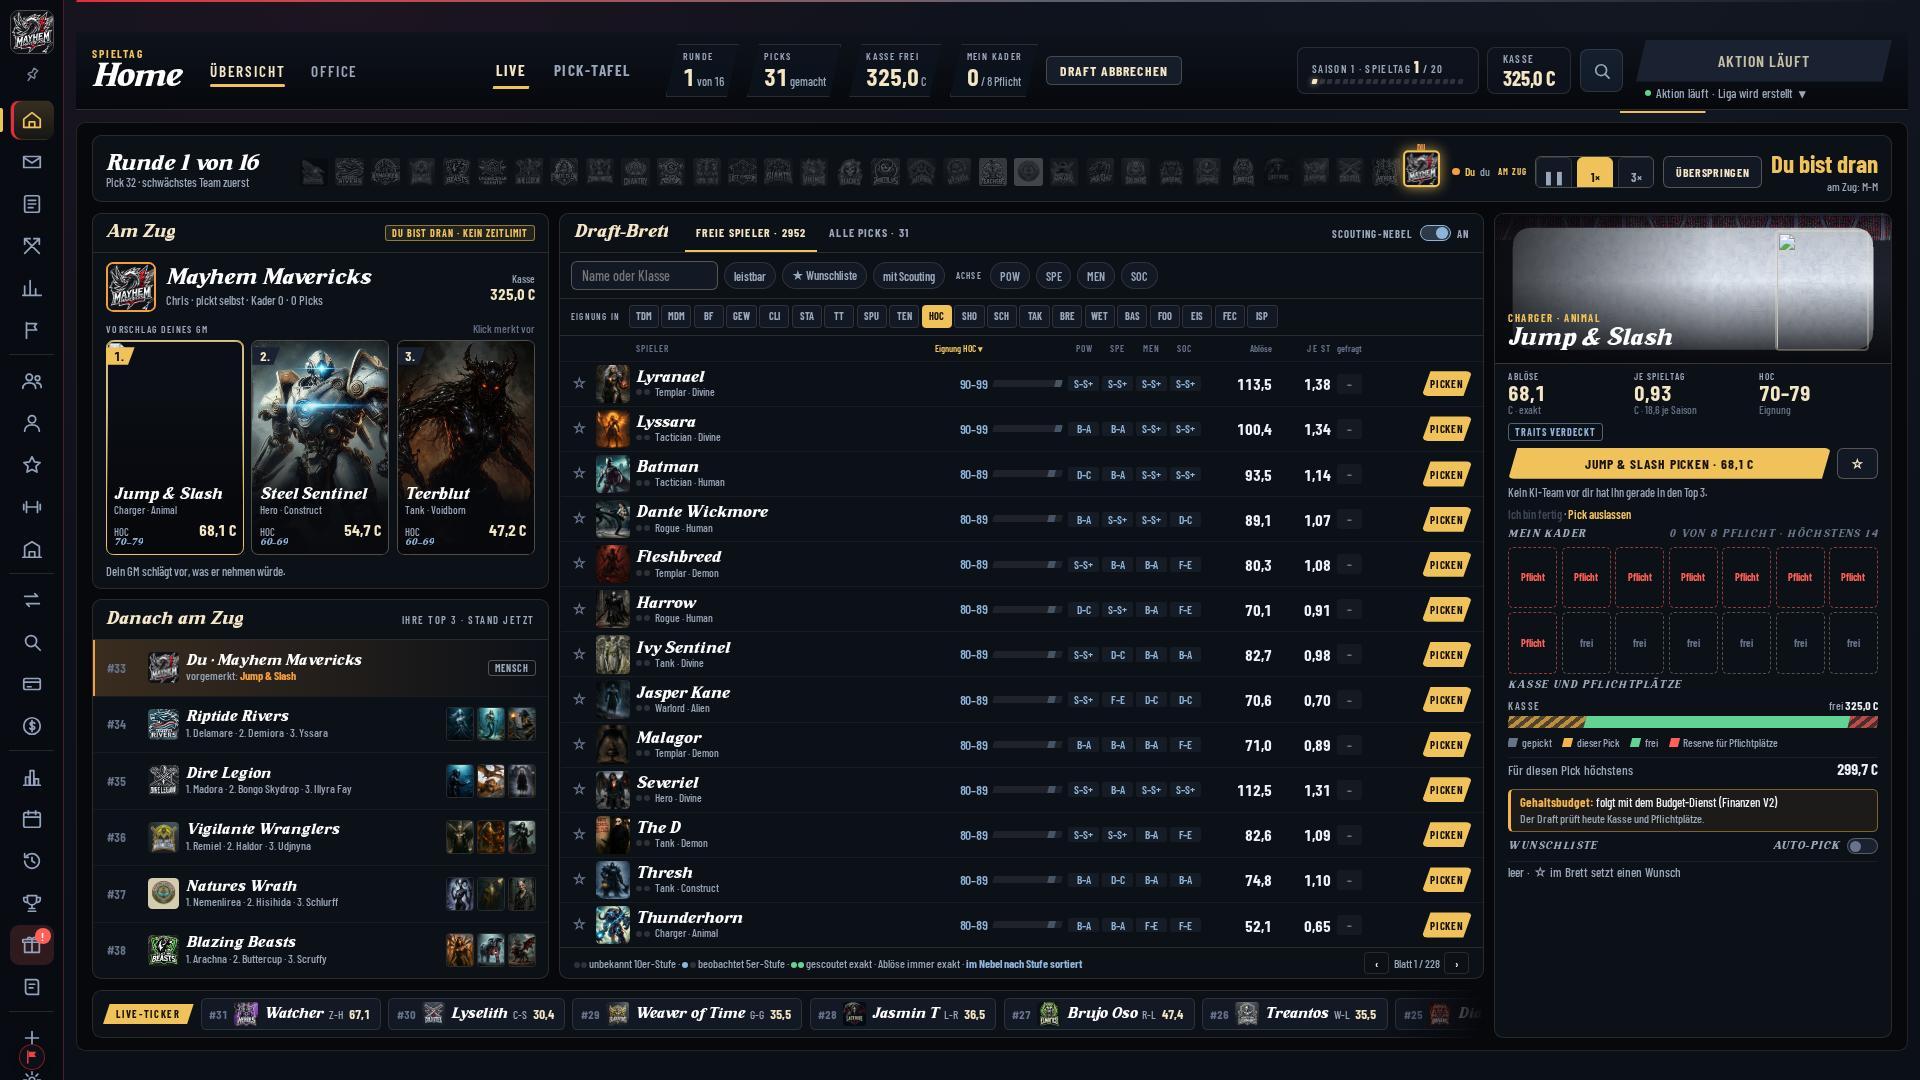 SPIELTAG
Home
ÜBERSICHT
OFFICE
LIVE
PICK-TAFEL
RUNDE
1 von 16
PICKS
31 gemacht
KASSE FREI
325,0 C
MEIN KADER
0 / 8 Pflicht
DRAFT ABBRECHEN
SAISON 1 · SPIELTAG 1 / 20
KASSE
325,0 C
AKTION LÄUFT
Aktion läuft · Liga wird erstellt ▼
Runde 1 von 16
Pick 32 · schwächstes Team zuerst
DU
Du du AM ZUG
1×
3×
ÜBERSPRINGEN
Du bist dran
am Zug: M-M
Am Zug
DU BIST DRAN · KEIN ZEITLIMIT
Mayhem Mavericks
Chris · pickt selbst · Kader 0 · 0 Picks
Kasse
325,0 C
VORSCHLAG DEINES GM
Klick merkt vor
1.
Jump & Slash
Charger · Animal
HOC
70–79
68,1 C
2.
Steel Sentinel
Hero · Construct
HOC
60–69
54,7 C
3.
Teerblut
Tank · Voidborn
HOC
60–69
47,2 C
Dein GM schlägt vor, was er nehmen würde.
Danach am Zug
IHRE TOP 3 · STAND JETZT
#33
Du · Mayhem Mavericks
vorgemerkt: Jump & Slash
MENSCH
#34
Riptide Rivers
1. Delamare · 2. Demiora · 3. Yssara
#35
Dire Legion
1. Madora · 2. Bongo Skydrop · 3. Illyra Fay
#36
Vigilante Wranglers
1. Remiel · 2. Haldor · 3. Udjnyna
#37
Natures Wrath
1. Nemenlirea · 2. Hisihida · 3. Schlurff
#38
Blazing Beasts
1. Arachna · 2. Buttercup · 3. Scruffy
Draft-Brett
FREIE SPIELER · 2952
ALLE PICKS · 31
SCOUTING-NEBEL
AN
Name oder Klasse
leistbar
★ Wunschliste
mit Scouting
ACHSE
POW
SPE
MEN
SOC
EIGNUNG IN
TDM MDM BF GEW CLI STA TT SPU TEN HOC SHO SCH TAK BRE WET BAS FOO EIS FEC ISP
SPIELER
Eignung HOC ▾
POW SPE MEN SOC
Ablöse
JE ST
gefragt
☆ Lyranael 90–99 S–S+ S–S+ S–S+ S–S+ 113,5 1,38 – PICKEN
Templar · Divine
☆ Lyssara 90–99 B–A B–A S–S+ S–S+ 100,4 1,34 – PICKEN
Tactician · Divine
☆ Batman 80–89 D–C B–A S–S+ S–S+ 93,5 1,14 – PICKEN
Tactician · Human
☆ Dante Wickmore 80–89 B–A S–S+ S–S+ D–C 89,1 1,07 – PICKEN
Rogue · Human
☆ Fleshbreed 80–89 S–S+ B–A B–A F–E 80,3 1,08 – PICKEN
Templar · Demon
☆ Harrow 80–89 D–C S–S+ B–A B–A 70,1 0,91 – PICKEN
Rogue · Human
☆ Ivy Sentinel 80–89 S–S+ D–C B–A B–A 82,7 0,98 – PICKEN
Tank · Divine
☆ Jasper Kane 80–89 S–S+ F–E D–C D–C 70,6 0,70 – PICKEN
Warlord · Alien
☆ Malagor 80–89 B–A B–A B–A F–E 71,0 0,89 – PICKEN
Templar · Demon
☆ Severiel 80–89 S–S+ B–A S–S+ S–S+ 112,5 1,31 – PICKEN
Hero · Divine
☆ The D 80–89 S–S+ S–S+ B–A F–E 82,6 1,09 – PICKEN
Tank · Demon
☆ Thresh 80–89 B–A D–C B–A B–A 74,8 1,10 – PICKEN
Tank · Construct
☆ Thunderhorn 80–89 B–A B–A F–E F–E 52,1 0,65 – PICKEN
Charger · Animal
unbekannt 10er-Stufe · beobachtet 5er-Stufe · gescoutet exakt · Ablöse immer exakt · im Nebel nach Stufe sortiert
‹ Blatt 1 / 228 ›
CHARGER · ANIMAL
Jump & Slash
ABLÖSE
68,1
C · exakt
JE SPIELTAG
0,93
C · 18,6 je Saison
HOC
70–79
Eignung
TRAITS VERDECKT
JUMP & SLASH PICKEN · 68,1 C
☆
Kein KI-Team vor dir hat ihn gerade in den Top 3.
Ich bin fertig · Pick auslassen
MEIN KADER
0 VON 8 PFLICHT · HÖCHSTENS 14
Pflicht Pflicht Pflicht Pflicht Pflicht Pflicht Pflicht
Pflicht frei frei frei frei frei frei
KASSE UND PFLICHTPLÄTZE
KASSE
frei 325,0 C
gepickt dieser Pick frei Reserve für Pflichtplätze
Für diesen Pick höchstens
299,7 C
Gehaltsbudget: folgt mit dem Budget-Dienst (Finanzen V2)
Der Draft prüft heute Kasse und Pflichtplätze.
WUNSCHLISTE
AUTO-PICK
leer · ☆ im Brett setzt einen Wunsch
LIVE-TICKER
#31 Watcher Z-H 67,1
#30 Lyselith C-S 30,4
#29 Weaver of Time G-G 35,5
#28 Jasmin T L-R 36,5
#27 Brujo Oso R-L 47,4
#26 Treantos W-L 35,5
#25